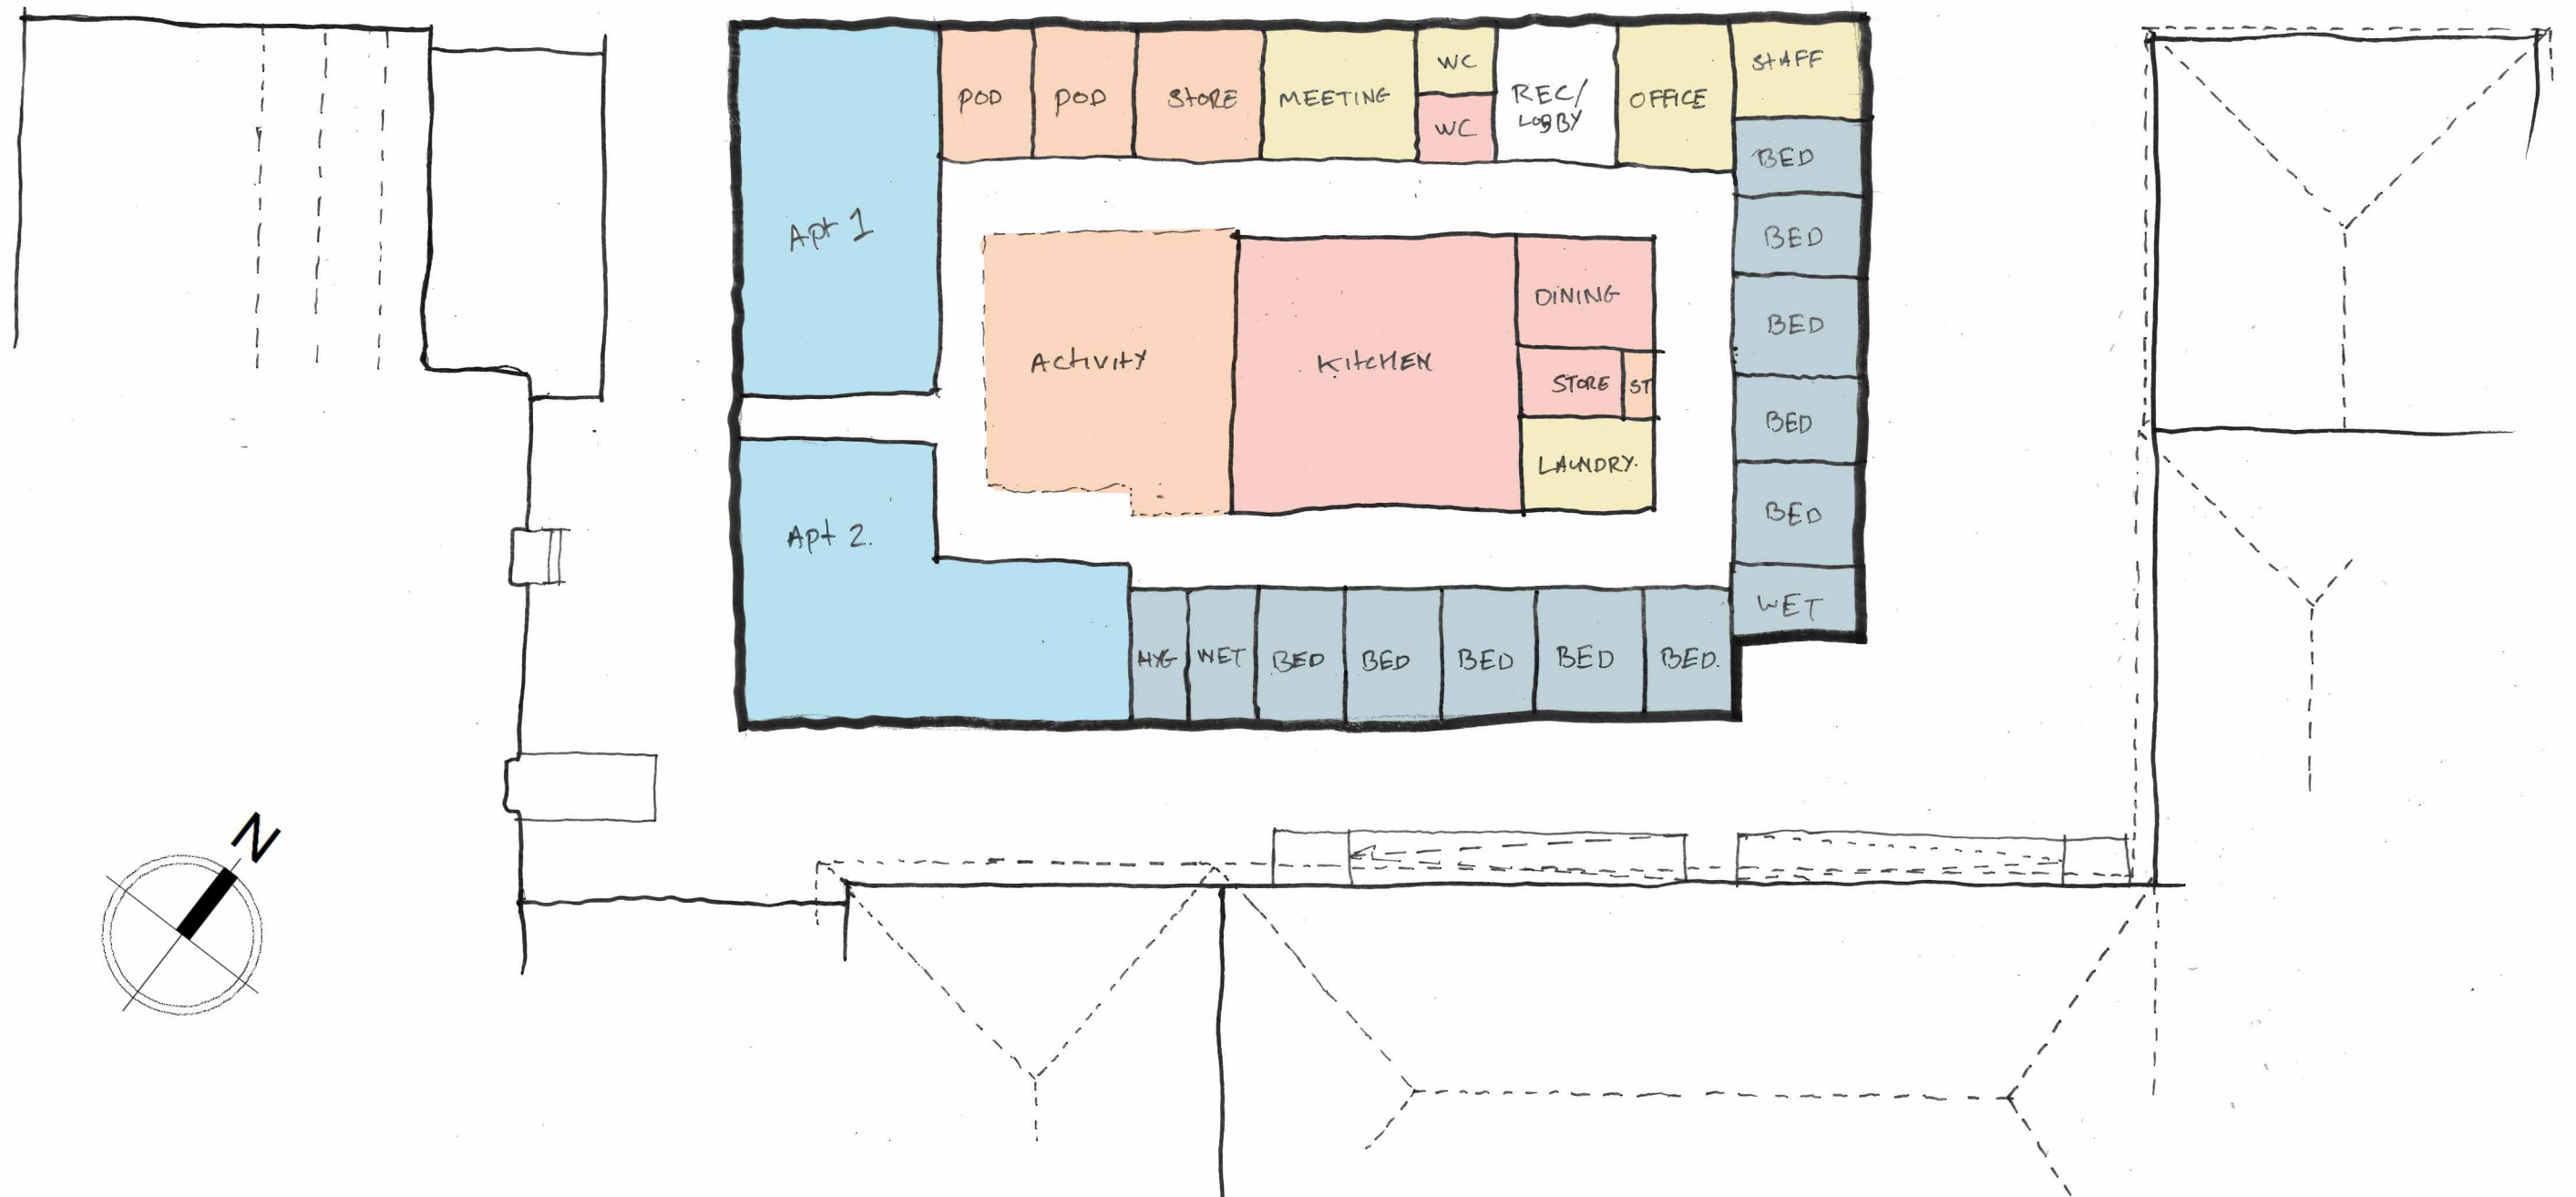 POD
POD
STORE
MEETING
WC
WC
REC/
LOBBY
OFFICE
STAFF
BED
BED
BED
BED
BED
WET
Apt 1
Activity
KITCHEN
DINING
STORE
ST
LAUNDRY.
Apt 2.
HYG
WET
BED
BED
BED
BED
BED.
N